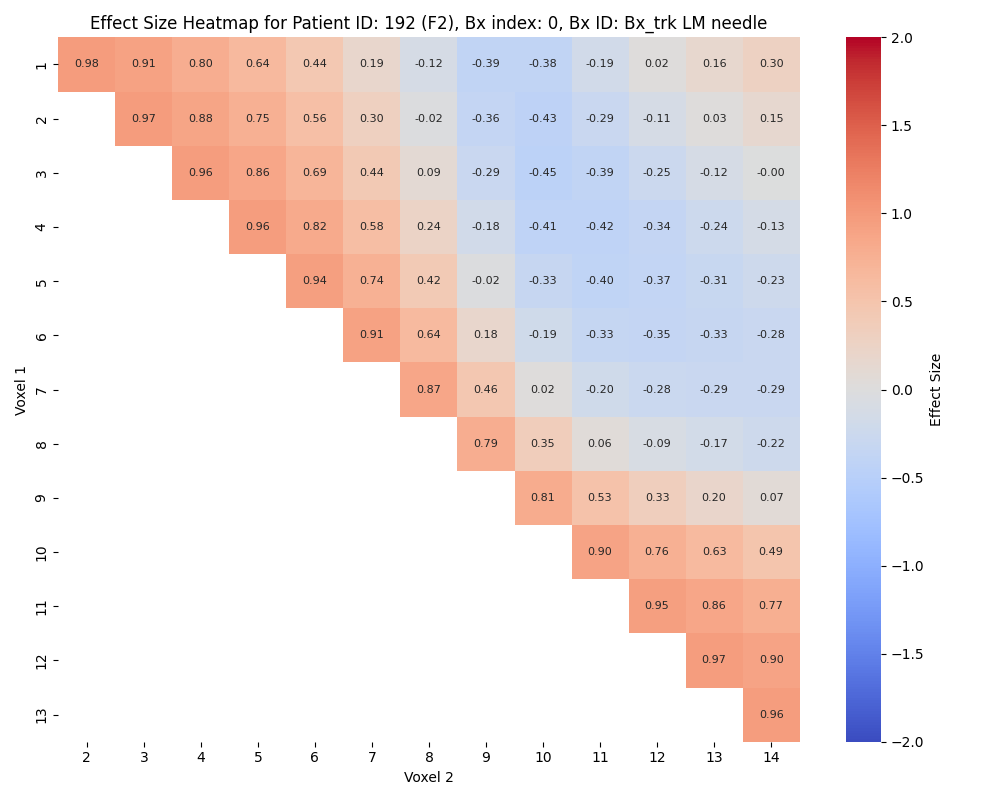 Effect Size Heatmap for Patient ID: 192 (F2), Bx index: 0, Bx ID: Bx_trk LM needle
1 0.98 0.91 0.80 0.64 0.44 0.19 -0.12 -0.39 -0.38 -0.19 0.02 0.16 0.30
2 0.97 0.88 0.75 0.56 0.30 -0.02 -0.36 -0.43 -0.29 -0.11 0.03 0.15
3 0.96 0.86 0.69 0.44 0.09 -0.29 -0.45 -0.39 -0.25 -0.12 -0.00
4 0.96 0.82 0.58 0.24 -0.18 -0.41 -0.42 -0.34 -0.24 -0.13
5 0.94 0.74 0.42 -0.02 -0.33 -0.40 -0.37 -0.31 -0.23
6 0.91 0.64 0.18 -0.19 -0.33 -0.35 -0.33 -0.28
7 0.87 0.46 0.02 -0.20 -0.28 -0.29 -0.29
8 0.79 0.35 0.06 -0.09 -0.17 -0.22
9 0.81 0.53 0.33 0.20 0.07
10 0.90 0.76 0.63 0.49
11 0.95 0.86 0.77
12 0.97 0.90
13 0.96
2 3 4 5 6 7 8 9 10 11 12 13 14
Voxel 2
Voxel 1
2.0
1.5
1.0
0.5
0.0
−0.5
−1.0
−1.5
−2.0
Effect Size